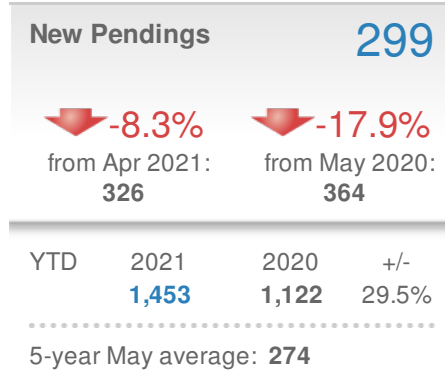 New Pendings 299
-8.3% -17.9%
from Apr 2021: from May 2020:
326 364
YTD 2021 2020 +/-
1,453 1,122 29.5%
5-year May average: 274